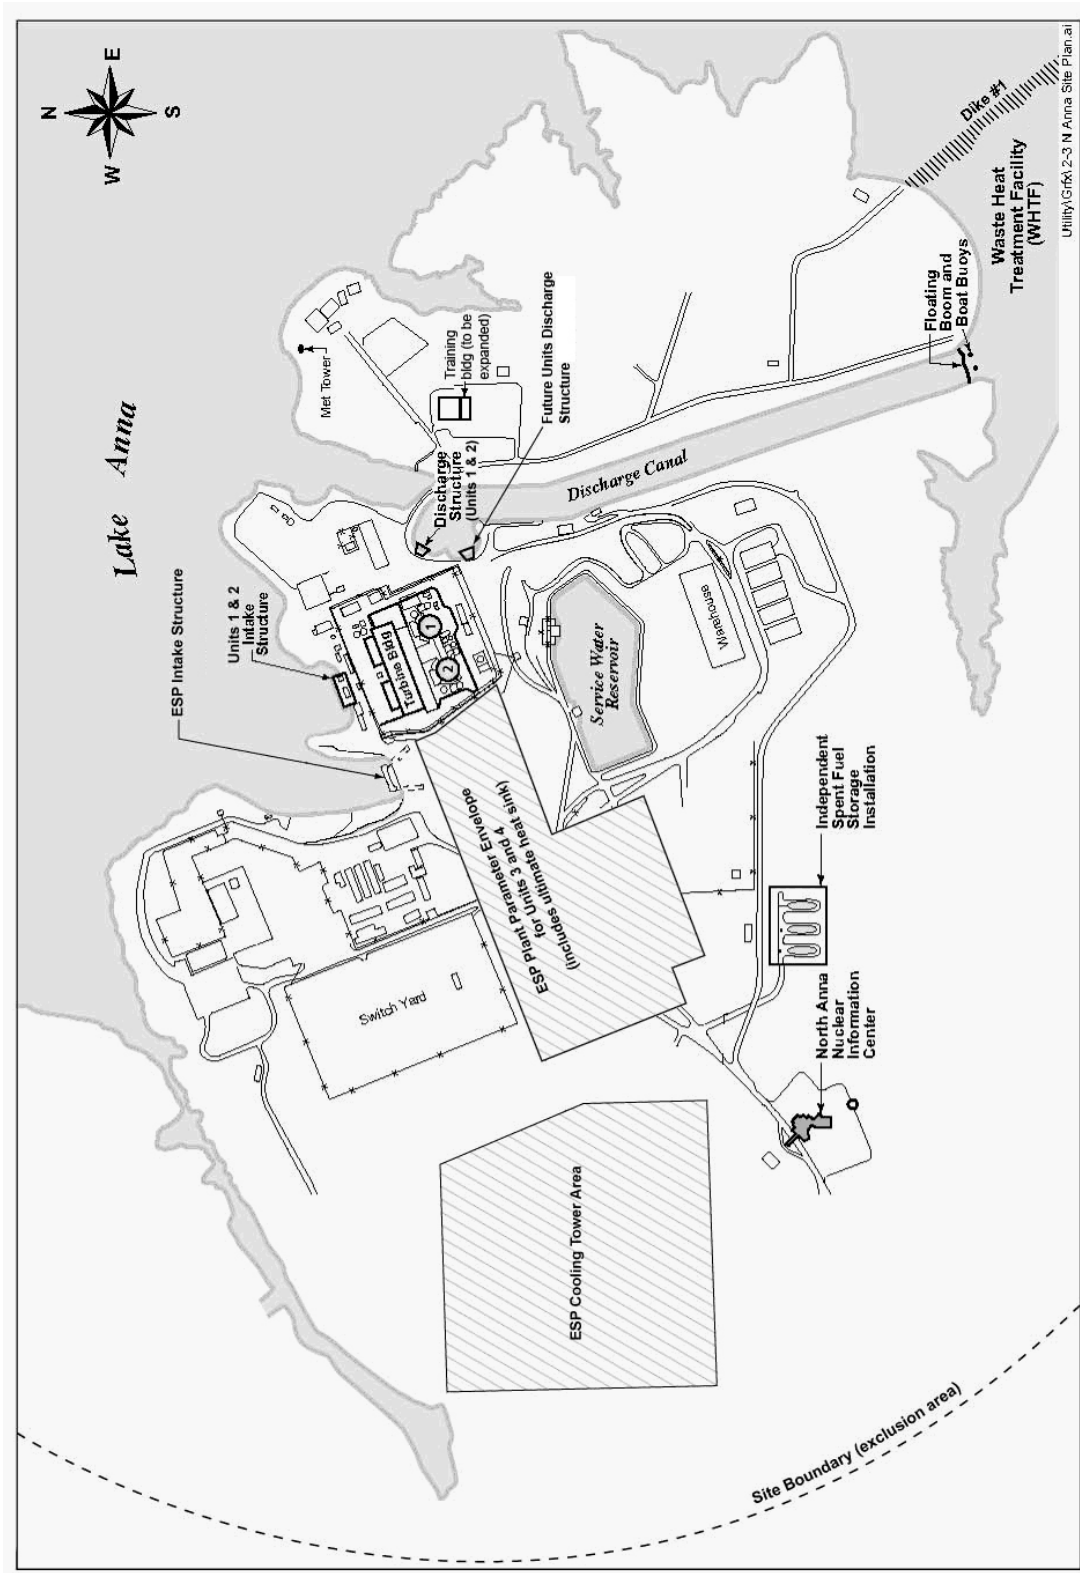 Lake Anna
N
E
S
W
ESP Intake Structure
Units 1 & 2
Intake
Structure
Met Tower
Training
bldg (to be
expanded)
Discharge
Structure
(Units 1 & 2)
Future Units Discharge
Structure
Turbine Bldg
1
2
Discharge Canal
Floating
Boom and
Boat Buoys
Dike #1
Waste Heat
Treatment Facility
(WHTF)
Service Water
Reservoir
Warehouse
ESP Plant Parameter Envelope
for Units 3 and 4
(includes ultimate heat sink)
Switch Yard
Independent
Spent Fuel
Storage
Installation
North Anna
Nuclear
Information
Center
ESP Cooling Tower Area
Site Boundary (exclusion area)
Utility\Grfx\ 2-3 N Anna Site Plan.ai